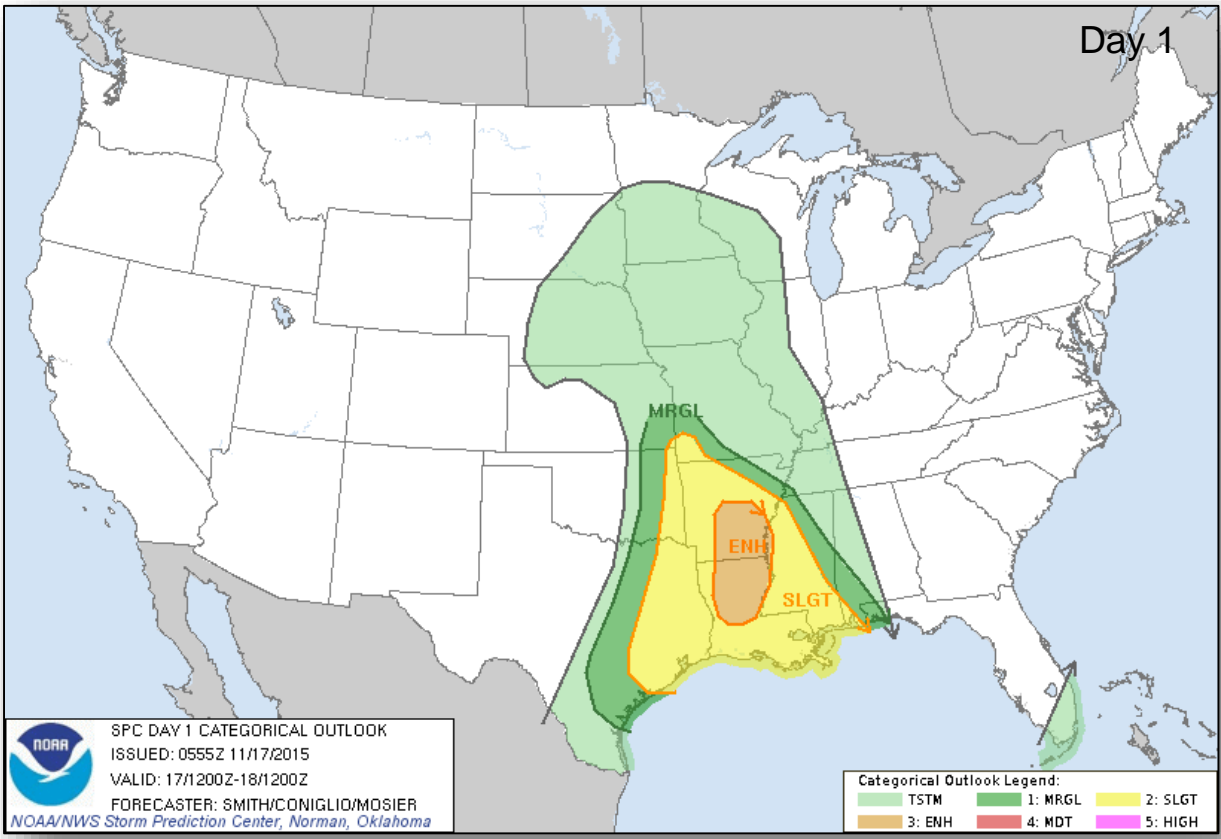 Day 1
MRGL
ENH
SLGT
NOAA
SPC DAY 1 CATEGORICAL OUTLOOK
ISSUED: 0555Z 11/17/2015
VALID: 17/1200Z-18/1200Z
FORECASTER: SMITH/CONIGLIO/MOSIER
NOAA/NWS Storm Prediction Center, Norman, Oklahoma
Categorical Outlook Legend:
TSTM 1: MRGL 2: SLGT
3: ENH 4: MDT 5: HIGH